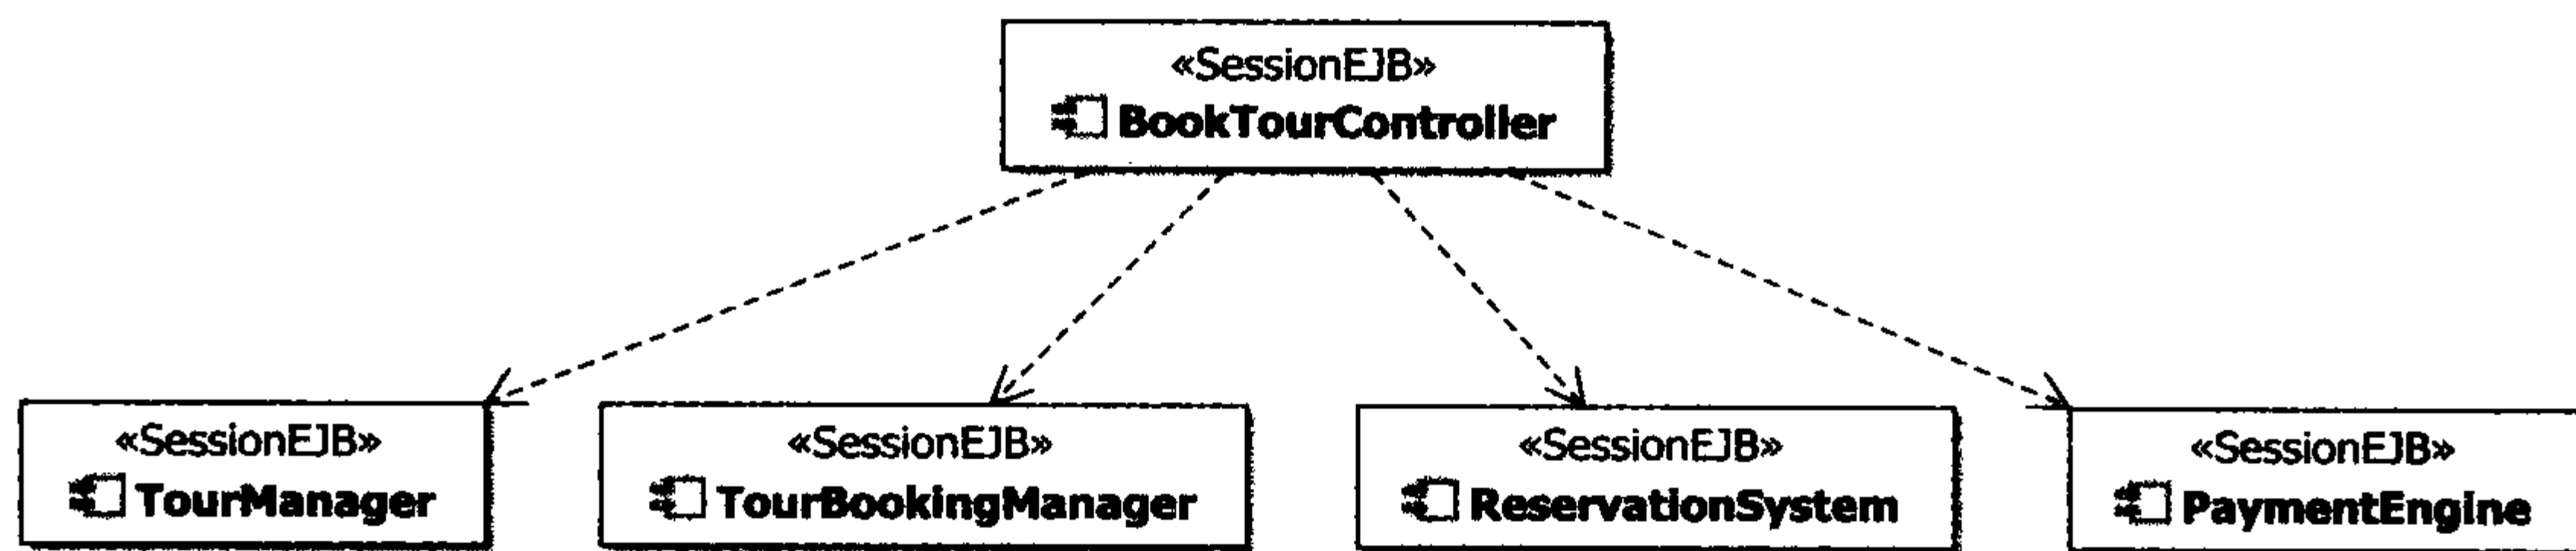 «SessionEJB»
BookTourController
«SessionEJB»
TourManager
«SessionEJB»
TourBookingManager
«SessionEJB»
ReservationSystem
«SessionEJB»
PaymentEngine